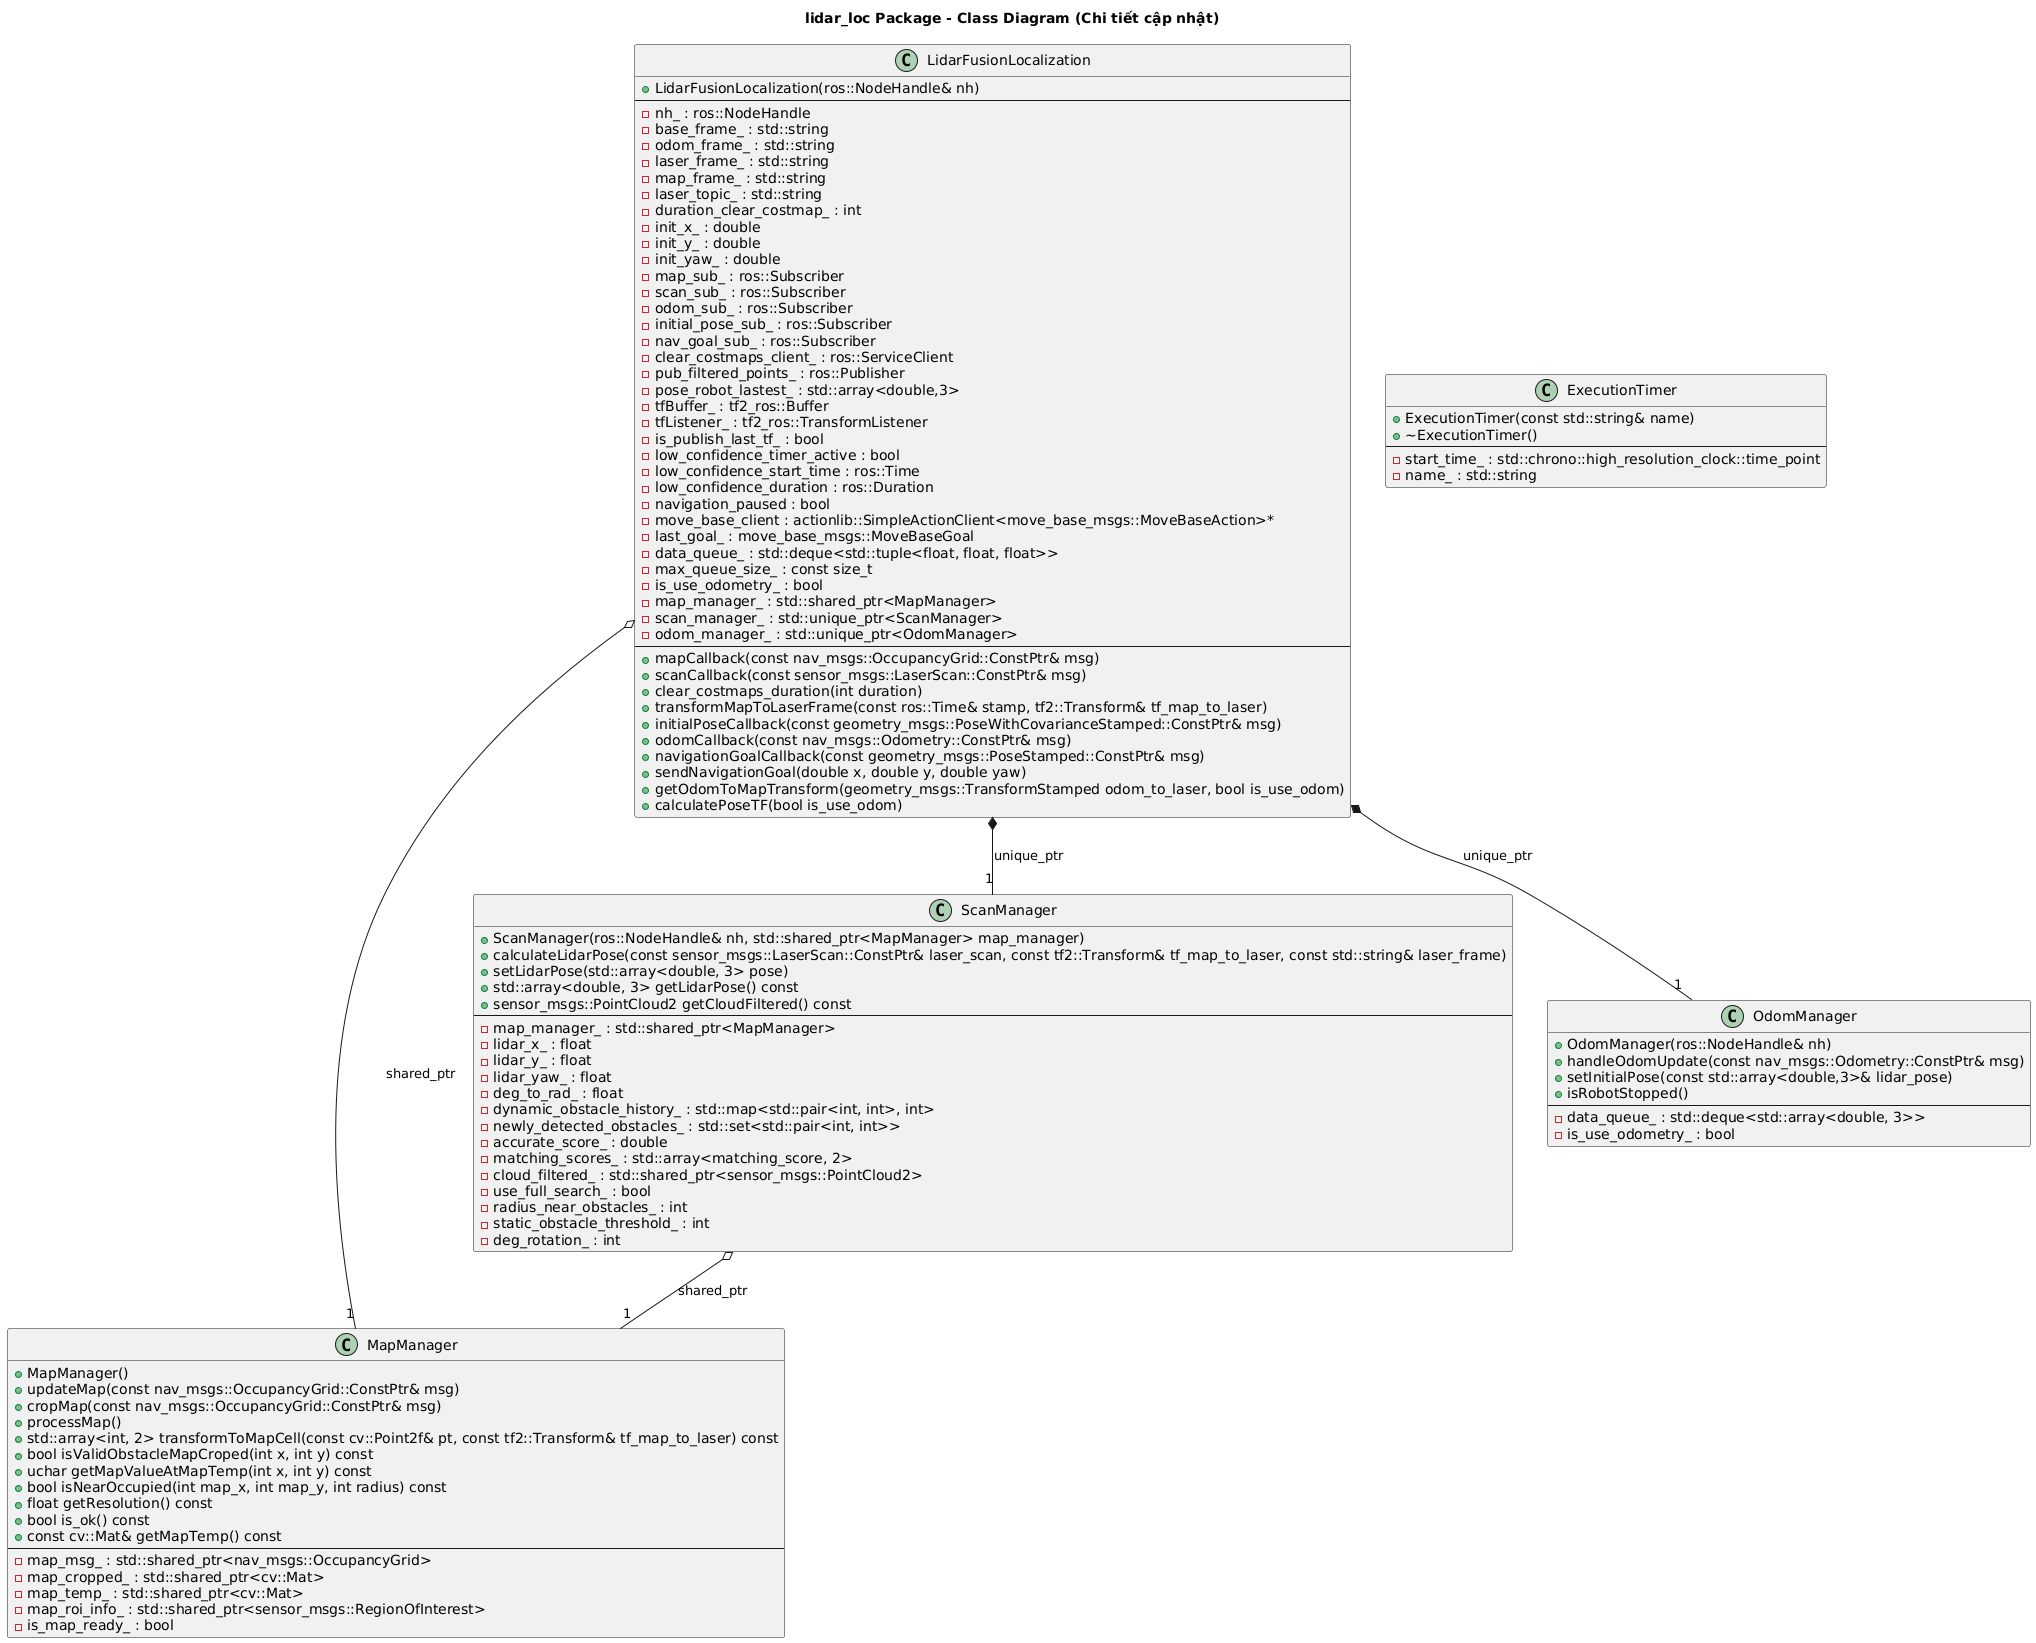 lidar_loc Package - Class Diagram (Chi tiết cập nhật)
C LidarFusionLocalization
LidarFusionLocalization(ros::NodeHandle& nh)
nh_ : ros::NodeHandle
base_frame_ : std::string
odom_frame_ : std::string
laser_frame_ : std::string
map_frame_ : std::string
laser_topic_ : std::string
duration_clear_costmap_ : int
init_x_ : double
init_y_ : double
init_yaw_ : double
map_sub_ : ros::Subscriber
scan_sub_ : ros::Subscriber
odom_sub_ : ros::Subscriber
initial_pose_sub_ : ros::Subscriber
nav_goal_sub_ : ros::Subscriber
clear_costmaps_client_ : ros::ServiceClient
pub_filtered_points_ : ros::Publisher
pose_robot_lastest_ : std::array<double,3>
tfBuffer_ : tf2_ros::Buffer
tfListener_ : tf2_ros::TransformListener
is_publish_last_tf_ : bool
low_confidence_timer_active : bool
low_confidence_start_time : ros::Time
low_confidence_duration : ros::Duration
navigation_paused : bool
move_base_client : actionlib::SimpleActionClient<move_base_msgs::MoveBaseAction>*
last_goal_ : move_base_msgs::MoveBaseGoal
data_queue_ : std::deque<std::tuple<float, float, float>>
max_queue_size_ : const size_t
is_use_odometry_ : bool
map_manager_ : std::shared_ptr<MapManager>
scan_manager_ : std::unique_ptr<ScanManager>
odom_manager_ : std::unique_ptr<OdomManager>
mapCallback(const nav_msgs::OccupancyGrid::ConstPtr& msg)
scanCallback(const sensor_msgs::LaserScan::ConstPtr& msg)
clear_costmaps_duration(int duration)
transformMapToLaserFrame(const ros::Time& stamp, tf2::Transform& tf_map_to_laser)
initialPoseCallback(const geometry_msgs::PoseWithCovarianceStamped::ConstPtr& msg)
odomCallback(const nav_msgs::Odometry::ConstPtr& msg)
navigationGoalCallback(const geometry_msgs::PoseStamped::ConstPtr& msg)
sendNavigationGoal(double x, double y, double yaw)
getOdomToMapTransform(geometry_msgs::TransformStamped odom_to_laser, bool is_use_odom)
calculatePoseTF(bool is_use_odom)
C ExecutionTimer
ExecutionTimer(const std::string& name)
~ExecutionTimer()
start_time_ : std::chrono::high_resolution_clock::time_point
name_ : std::string
unique_ptr
1
unique_ptr
1
shared_ptr
1
C ScanManager
ScanManager(ros::NodeHandle& nh, std::shared_ptr<MapManager> map_manager)
calculateLidarPose(const sensor_msgs::LaserScan::ConstPtr& laser_scan, const tf2::Transform& tf_map_to_laser, const std::string& laser_frame)
setLidarPose(std::array<double, 3> pose)
std::array<double, 3> getLidarPose() const
sensor_msgs::PointCloud2 getCloudFiltered() const
map_manager_ : std::shared_ptr<MapManager>
lidar_x_ : float
lidar_y_ : float
lidar_yaw_ : float
deg_to_rad_ : float
dynamic_obstacle_history_ : std::map<std::pair<int, int>, int>
newly_detected_obstacles_ : std::set<std::pair<int, int>>
accurate_score_ : double
matching_scores_ : std::array<matching_score, 2>
cloud_filtered_ : std::shared_ptr<sensor_msgs::PointCloud2>
use_full_search_ : bool
radius_near_obstacles_ : int
static_obstacle_threshold_ : int
deg_rotation_ : int
C OdomManager
OdomManager(ros::NodeHandle& nh)
handleOdomUpdate(const nav_msgs::Odometry::ConstPtr& msg)
setInitialPose(const std::array<double,3>& lidar_pose)
isRobotStopped()
data_queue_ : std::deque<std::array<double, 3>>
is_use_odometry_ : bool
shared_ptr
1
C MapManager
MapManager()
updateMap(const nav_msgs::OccupancyGrid::ConstPtr& msg)
cropMap(const nav_msgs::OccupancyGrid::ConstPtr& msg)
processMap()
std::array<int, 2> transformToMapCell(const cv::Point2f& pt, const tf2::Transform& tf_map_to_laser) const
bool isValidObstacleMapCroped(int x, int y) const
uchar getMapValueAtMapTemp(int x, int y) const
bool isNearOccupied(int map_x, int map_y, int radius) const
float getResolution() const
bool is_ok() const
const cv::Mat& getMapTemp() const
map_msg_ : std::shared_ptr<nav_msgs::OccupancyGrid>
map_cropped_ : std::shared_ptr<cv::Mat>
map_temp_ : std::shared_ptr<cv::Mat>
map_roi_info_ : std::shared_ptr<sensor_msgs::RegionOfInterest>
is_map_ready_ : bool